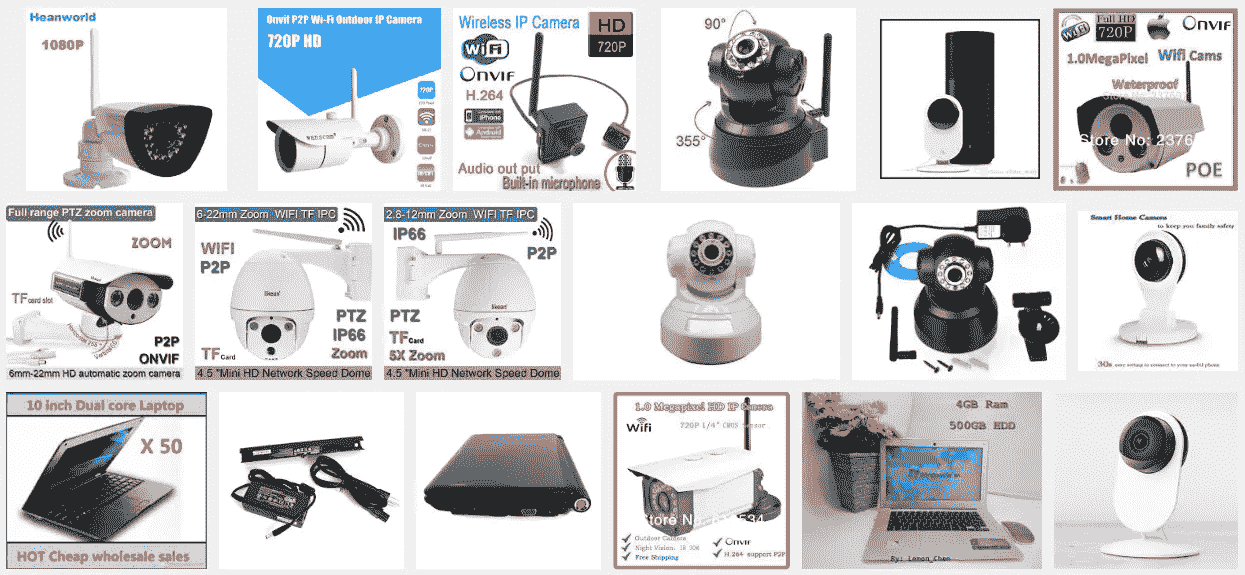 Heanworld
1080P
Onvif P2P Wi-Fi Outdoor IP Camera
720P HD
Wireless IP Camera
HD
720P
WiFi
Onvif
H.264
iPhone
Android
Audio out put
Built-in microphone
90°
355°
WiFi
Full HD
720P
Onvif
1.0MegaPixel
Wifi Cams
Waterproof
POE
Full range PTZ zoom camera
ZOOM
TF card slot
P2P
ONVIF
6mm-22mm HD automatic zoom camera
6-22mm Zoom WIFI TF IPC
WIFI
P2P
PTZ
IP66
Zoom
TF Card
4.5 "Mini HD Network Speed Dome
2.8-12mm Zoom WIFI TF IPC
IP66
P2P
PTZ
TF Card
5X Zoom
4.5 "Mini HD Network Speed Dome
Smart Home Camera
to keep you family safety
10 inch Dual core Laptop
X 50
HOT Cheap wholesale sales
1.0 Megapixel HD IP Camera
Wifi
720P 1/4" CMOS Sensor
Outdoor Camera
Onvif
Free Shipping
H.264 support P2P
4GB Ram
500GB HDD
By: Lemon_Chen